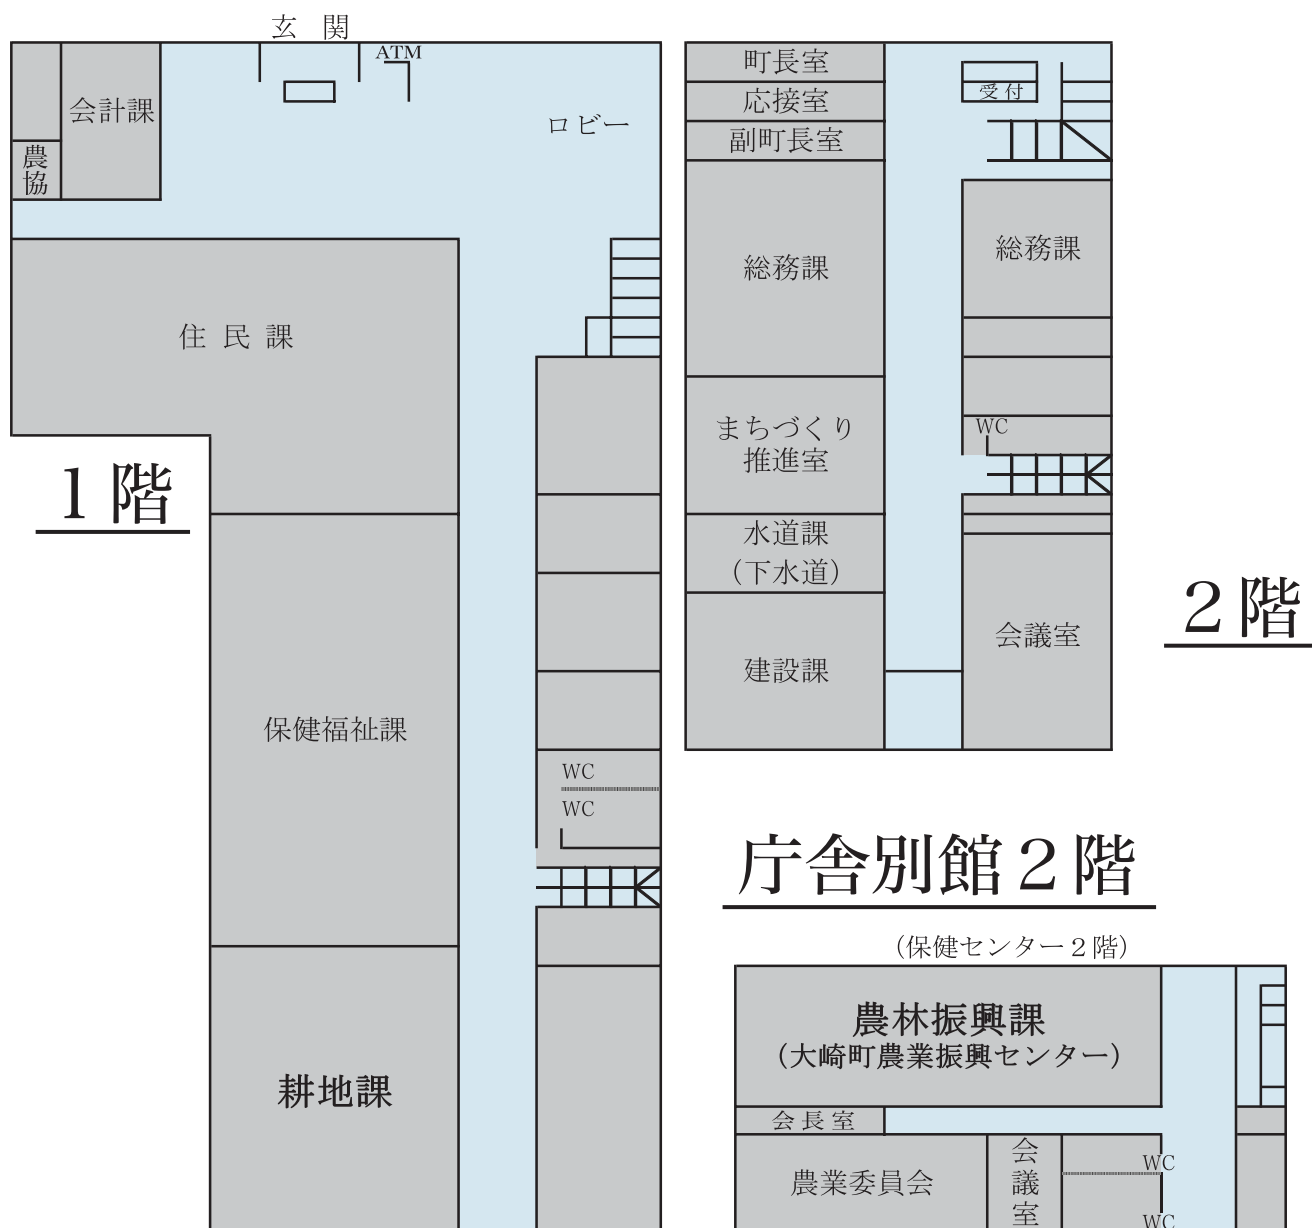 玄 関
ATM
会計課
ロビー
農協
住 民 課
1階
保健福祉課
WC
WC
耕地課
町長室
応接室
副町長室
受付
総務課
総務課
まちづくり
推進室
WC
水道課
(下水道)
建設課
会議室
2階
庁舎別館2階
(保健センター2階)
農林振興課
(大崎町農業振興センター)
会長室
農業委員会
会議室
WC
WC